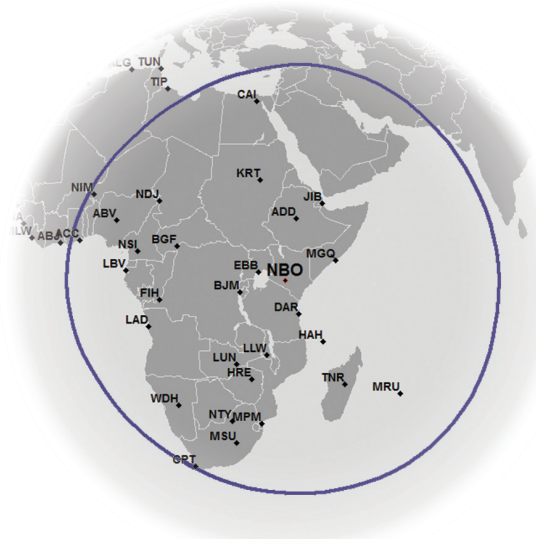 TUN
TIP
CAI
KRT
NIM
NDJ
JIB
ABV
ADD
ACC
NSI
BGF
MGQ
LBV
EBB
NBO
BJM
FIH
DAR
LAD
HAH
LLW
LUN
HRE
TNR
MRU
WDH
NTY
MPM
MSU
CPT